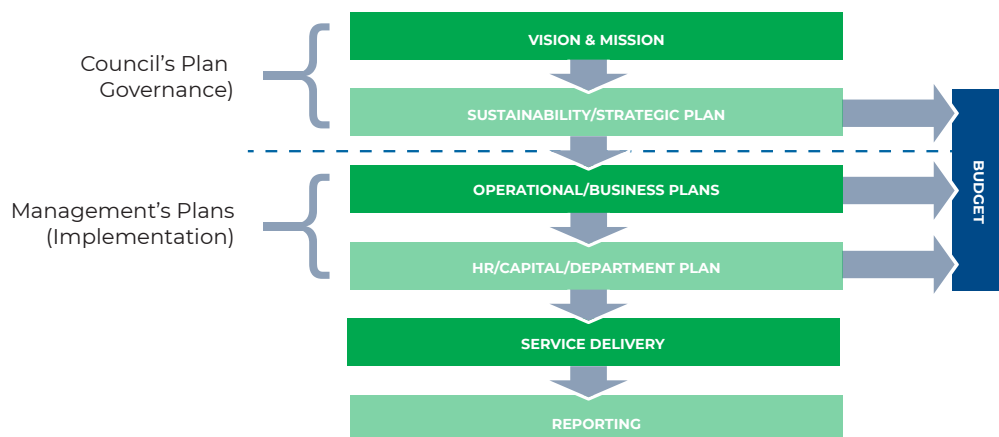 VISION & MISSION
Council’s Plan
Governance)
SUSTAINABILITY/STRATEGIC PLAN
BUDGET
OPERATIONAL/BUSINESS PLANS
Management’s Plans
(Implementation)
HR/CAPITAL/DEPARTMENT PLAN
SERVICE DELIVERY
REPORTING